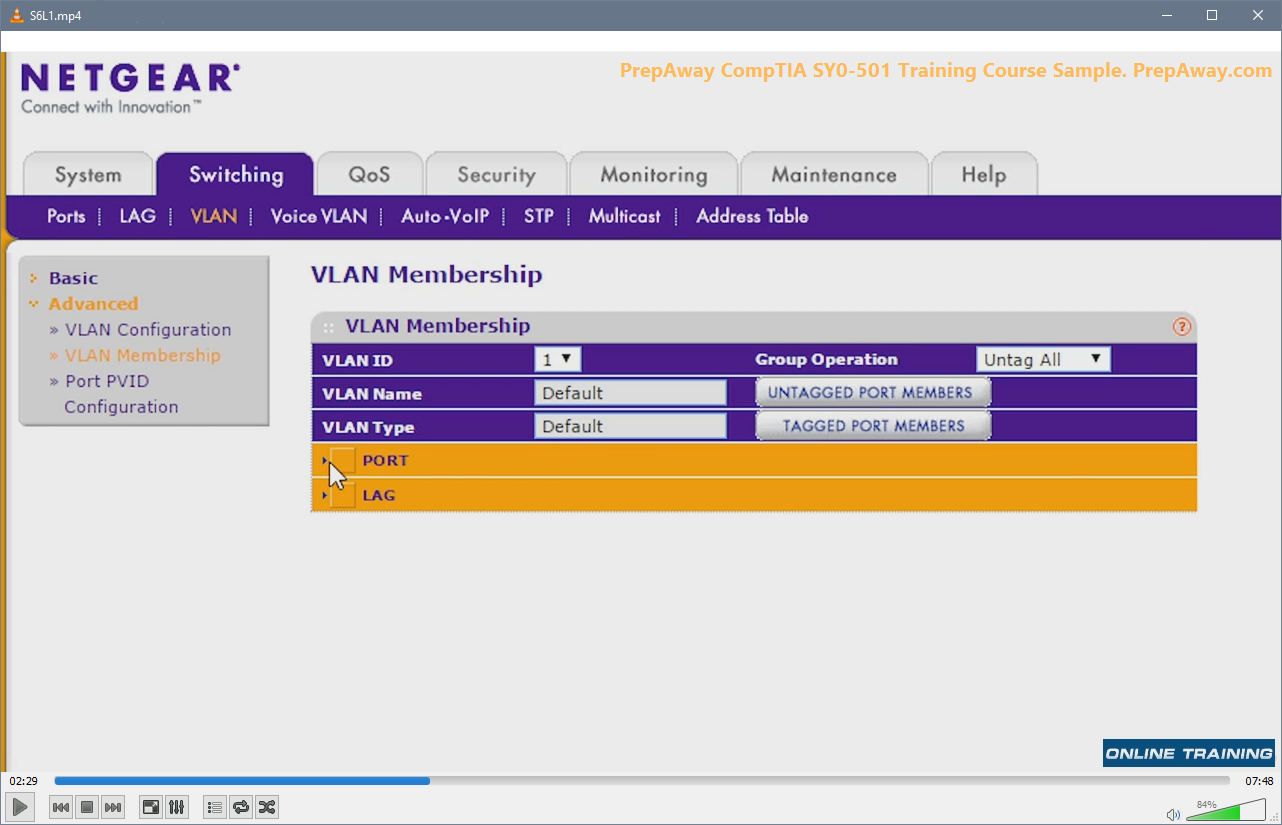 S6L1.mp4
NETGEAR®
Connect with Innovation™
PrepAway CompTIA SY0-501 Training Course Sample. PrepAway.com
System Switching QoS Security Monitoring Maintenance Help
Ports LAG VLAN Voice VLAN Auto-VoIP STP Multicast Address Table
Basic
Advanced
» VLAN Configuration
» VLAN Membership
» Port PVID
Configuration
VLAN Membership
VLAN Membership ?
VLAN ID 1 Group Operation Untag All
VLAN Name Default UNTAGGED PORT MEMBERS
VLAN Type Default TAGGED PORT MEMBERS
PORT
LAG
ONLINE TRAINING
02:29 07:48
84%